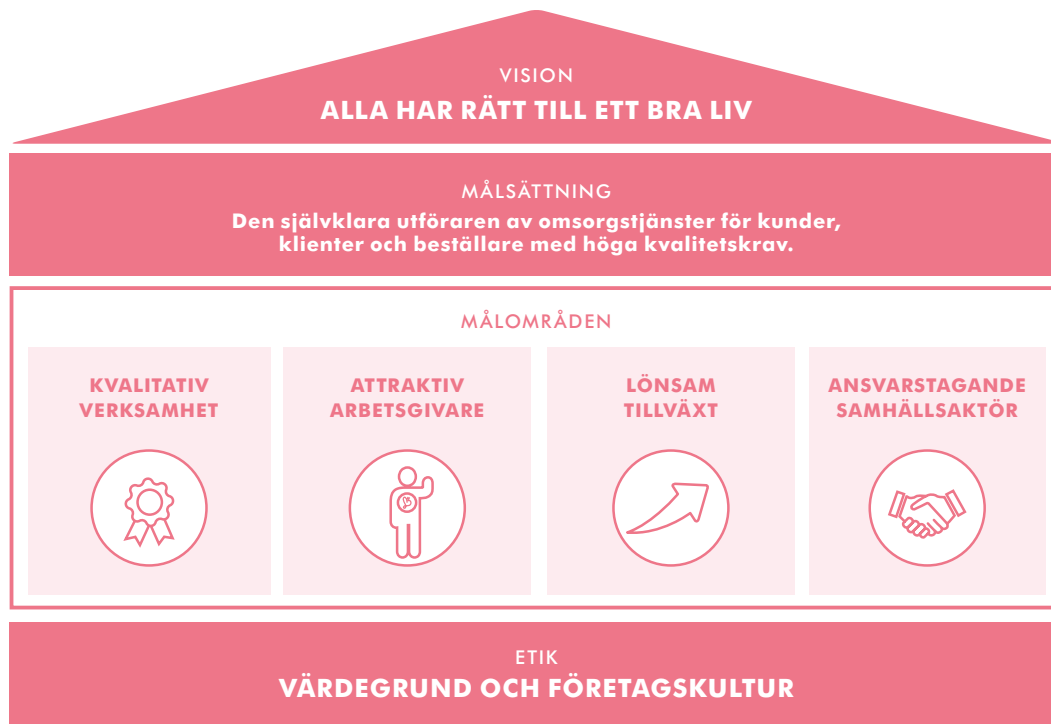 VISION
ALLA HAR RÄTT TILL ETT BRA LIV
MÅLSÄTTNING
Den självklara utföraren av omsorgstjänster för kunder,
klienter och beställare med höga kvalitetskrav.
MÅLOMRÅDEN
KVALITATIV
VERKSAMHET
ATTRAKTIV
ARBETSGIVARE
LÖNSAM
TILLVÄXT
ANSVARSTAGANDE
SAMHÄLLSAKTÖR
ETIK
VÄRDEGRUND OCH FÖRETAGSKULTUR